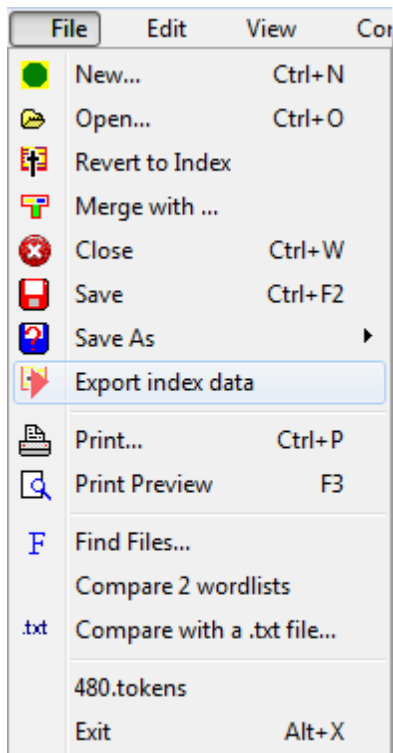 File Edit View Cor
New... Ctrl+N
Open... Ctrl+O
Revert to Index
Merge with ...
Close Ctrl+W
Save Ctrl+F2
Save As
Export index data
Print... Ctrl+P
Print Preview F3
F Find Files...
Compare 2 wordlists
.txt Compare with a .txt file...
480.tokens
Exit Alt+X